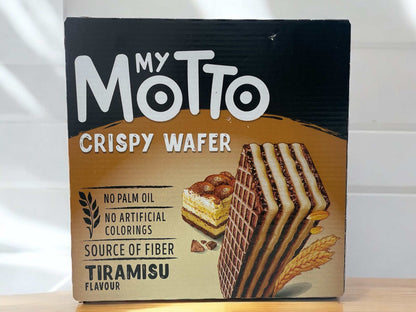 MY
MOTTO
CRISPY WAFER
NO PALM OIL
NO ARTIFICIAL
COLORINGS
SOURCE OF FIBER
TIRAMISU
FLAVOUR